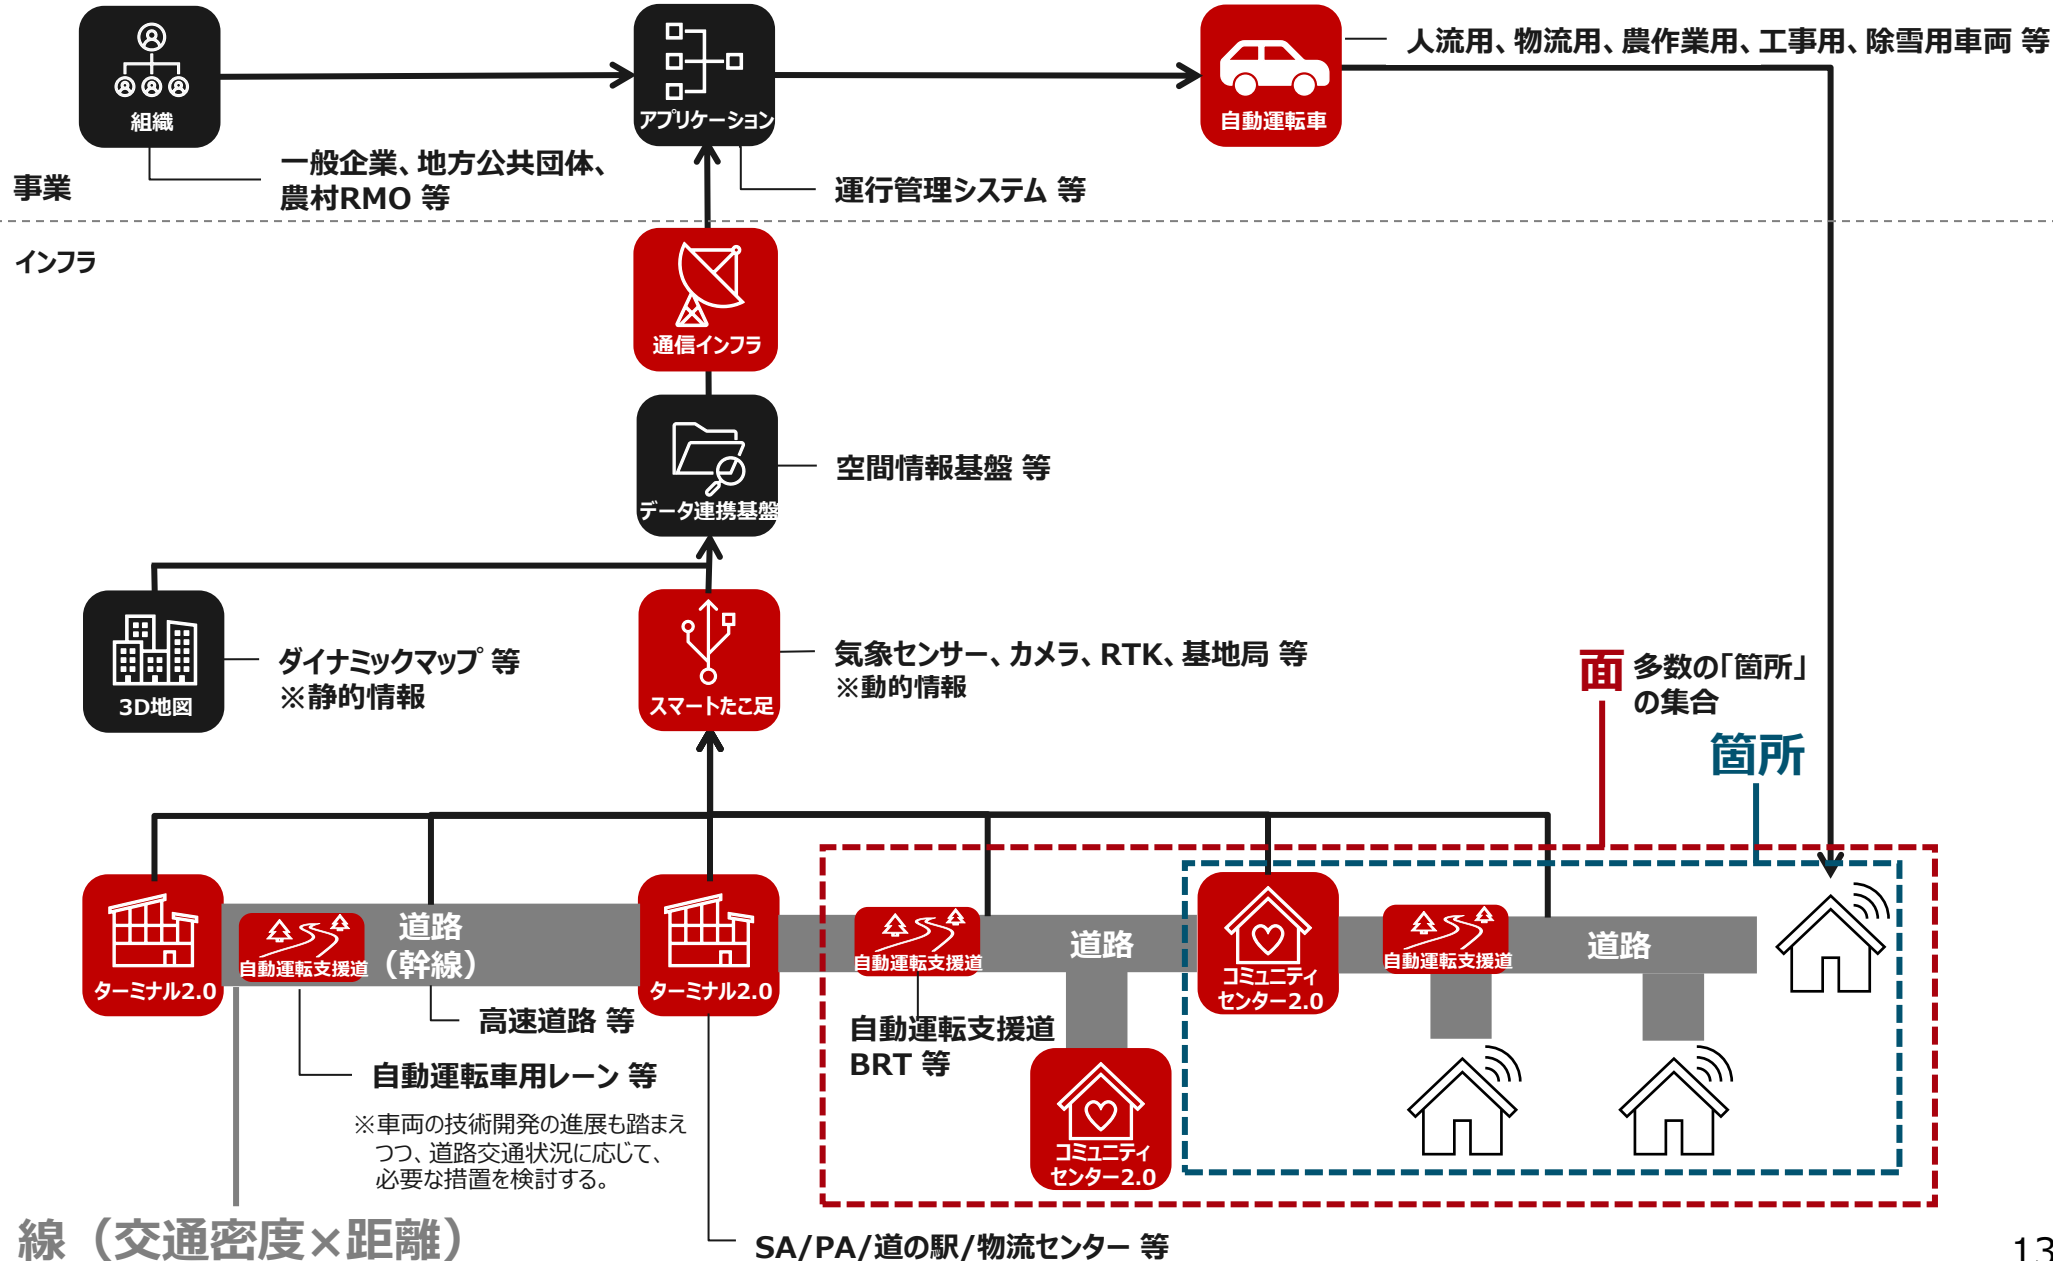 組織
アプリケーション
自動運転車
人流用、物流用、農作業用、工事用、除雪用車両 等
一般企業、地方公共団体、
農村RMO 等
運行管理システム 等
事業
インフラ
通信インフラ
データ連携基盤
空間情報基盤 等
3D地図
ダイナミックマップ 等
※静的情報
スマートたこ足
気象センサー、カメラ、RTK、基地局 等
※動的情報
面 多数の「箇所」
の集合
箇所
ターミナル2.0
自動運転支援道
道路
（幹線）
ターミナル2.0
自動運転支援道
道路
コミュニティ
センター2.0
自動運転支援道
道路
高速道路 等
自動運転車用レーン 等
※車両の技術開発の進展も踏まえ
つつ、道路交通状況に応じて、
必要な措置を検討する。
自動運転支援道
BRT 等
コミュニティ
センター2.0
線（交通密度×距離）
SA/PA/道の駅/物流センター 等
13